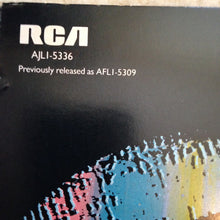 RCA
AJL1-5336
Previously released as AFL1-5309